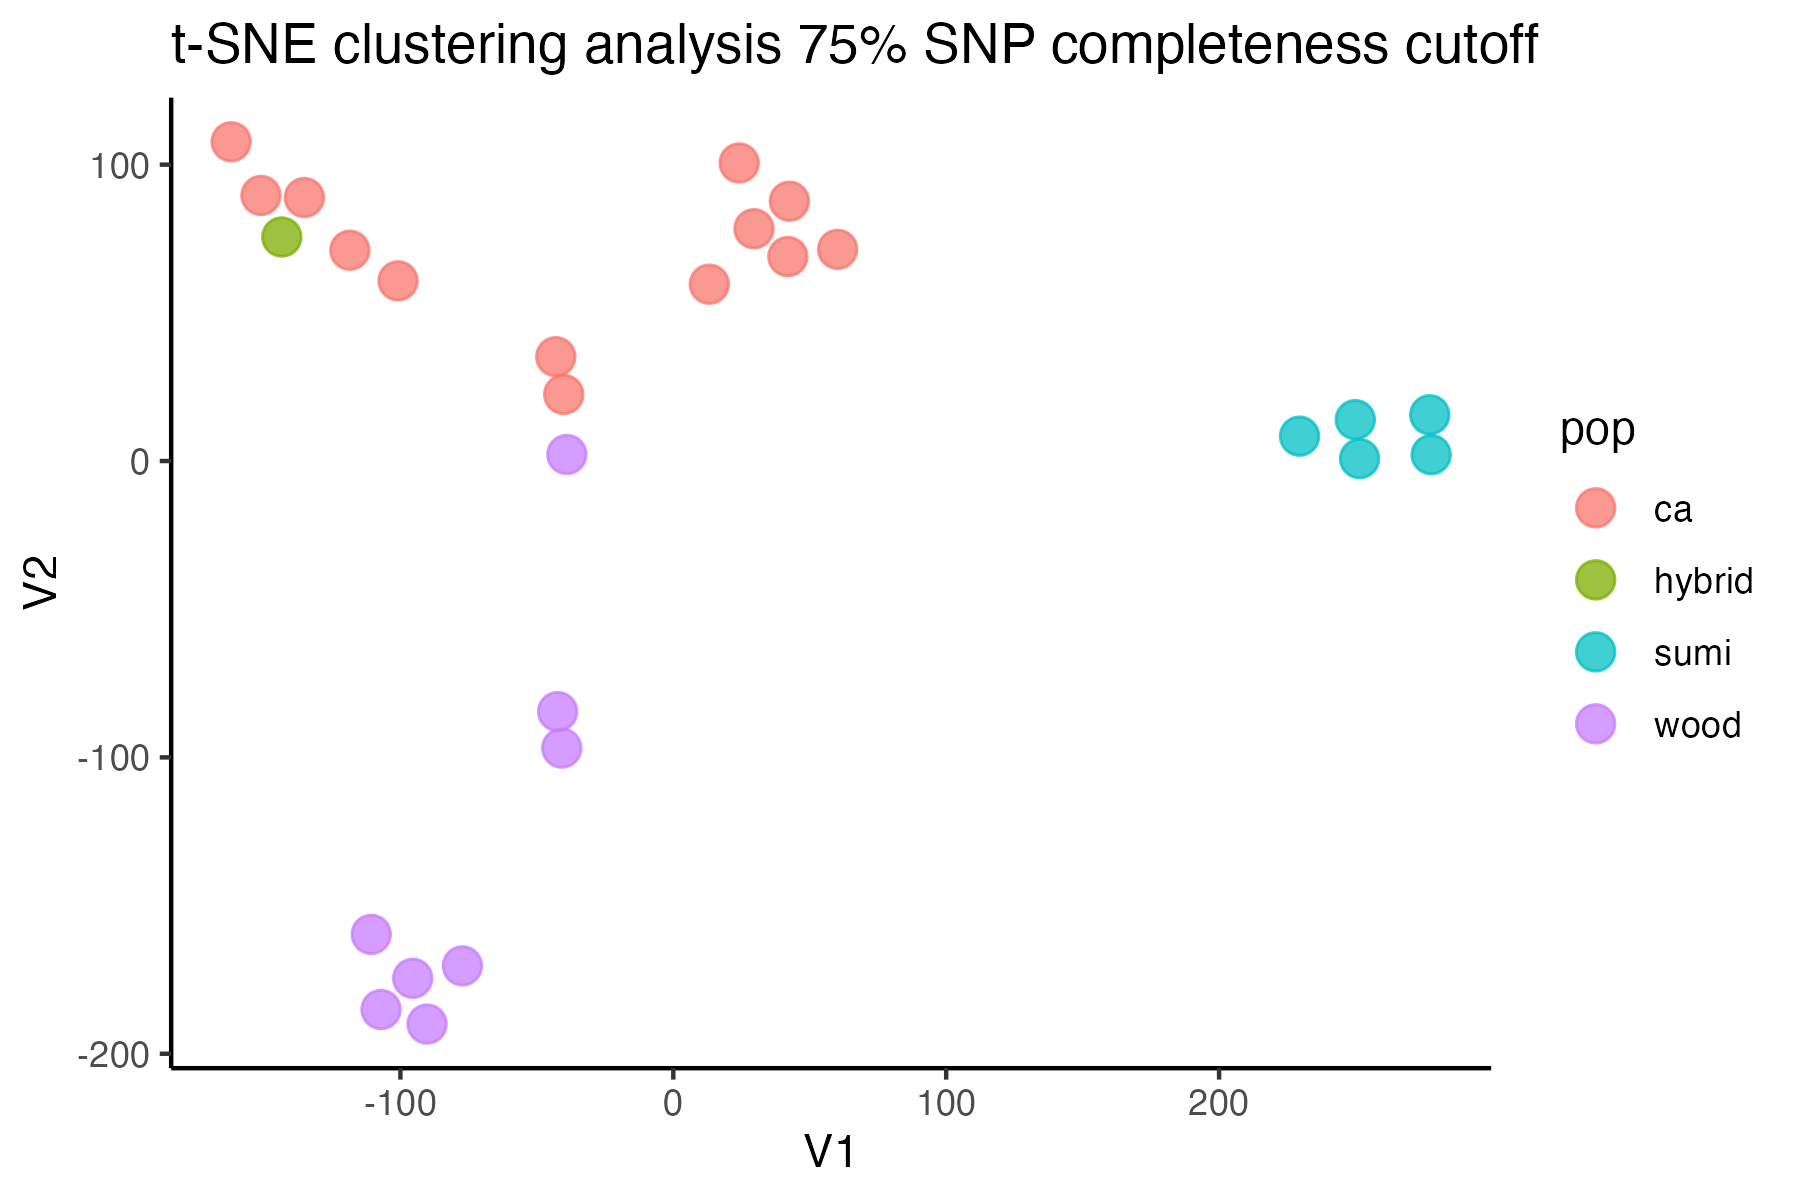 t-SNE clustering analysis 75% SNP completeness cutoff
100
0
-100
-200
V2
-100
0
100
200
V1
pop
ca
hybrid
sumi
wood